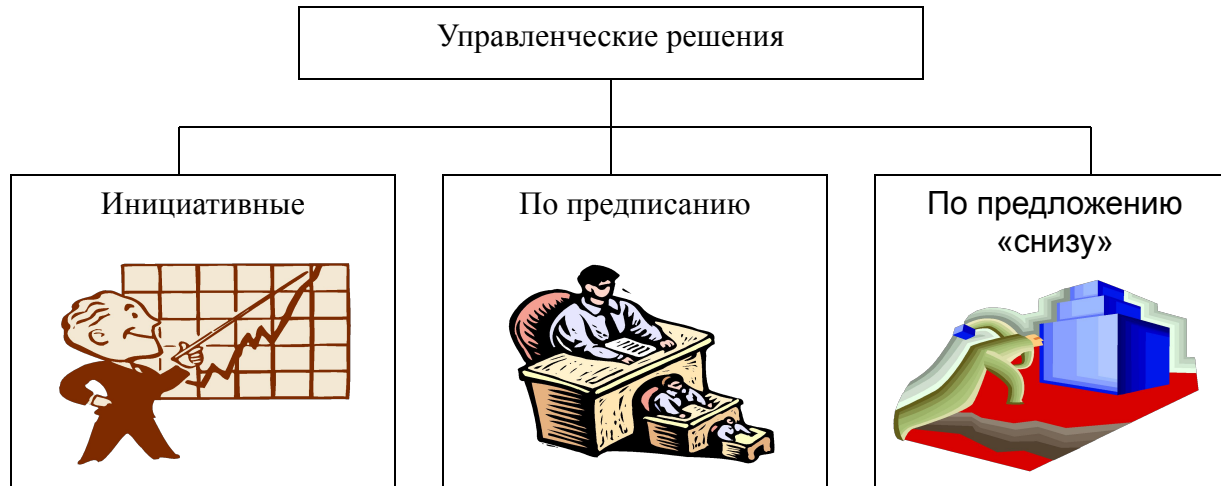 Управленческие решения
Инициативные
По предписанию
По предложению
«снизу»